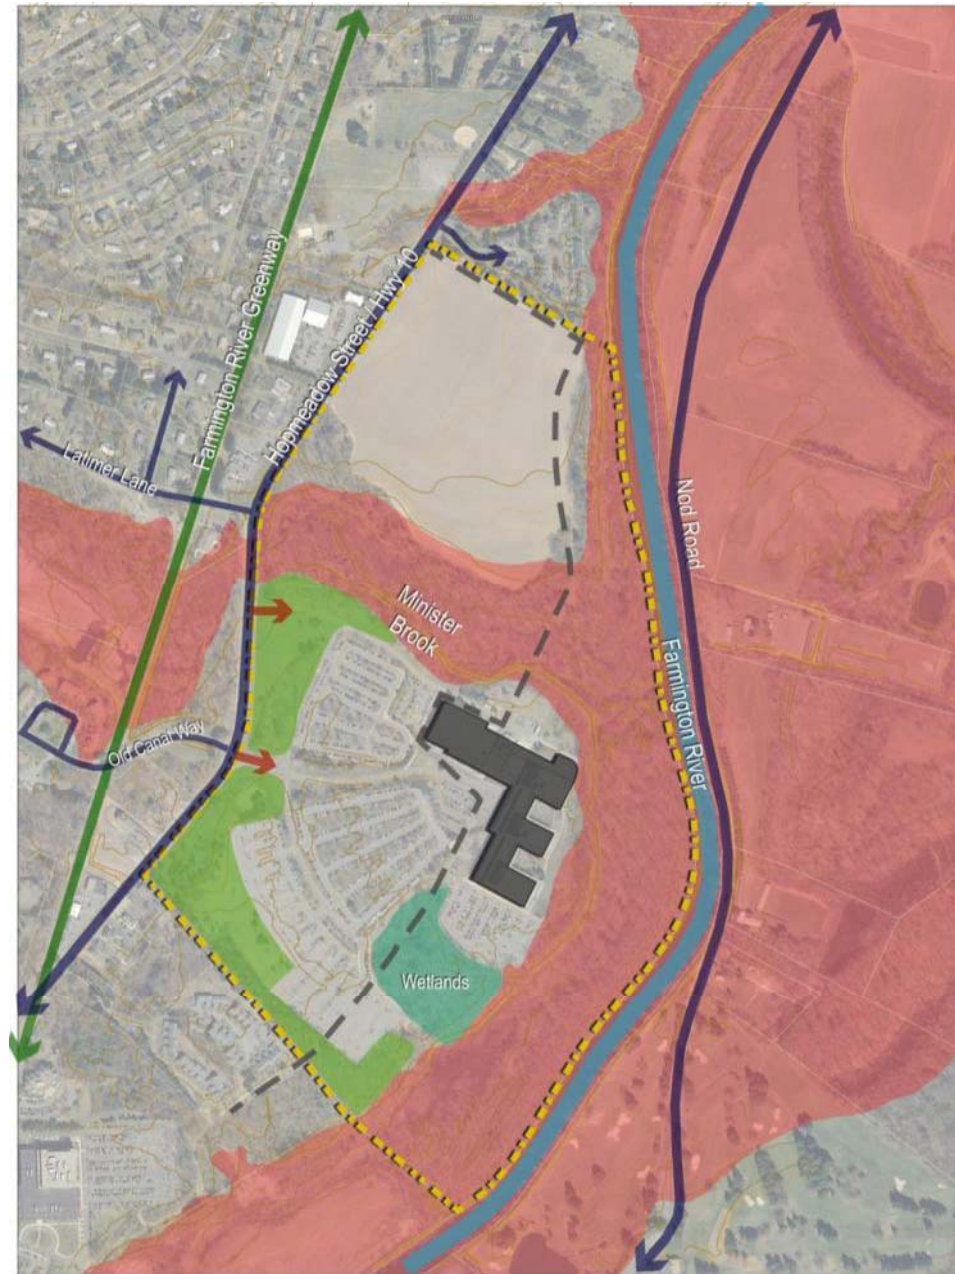 Farmington River Greenway
Hopmeadow Street / Hwy 10
Latimer Lane
Nod Road
Minister
Brook
Farmington River
Old Canal Way
Wetlands